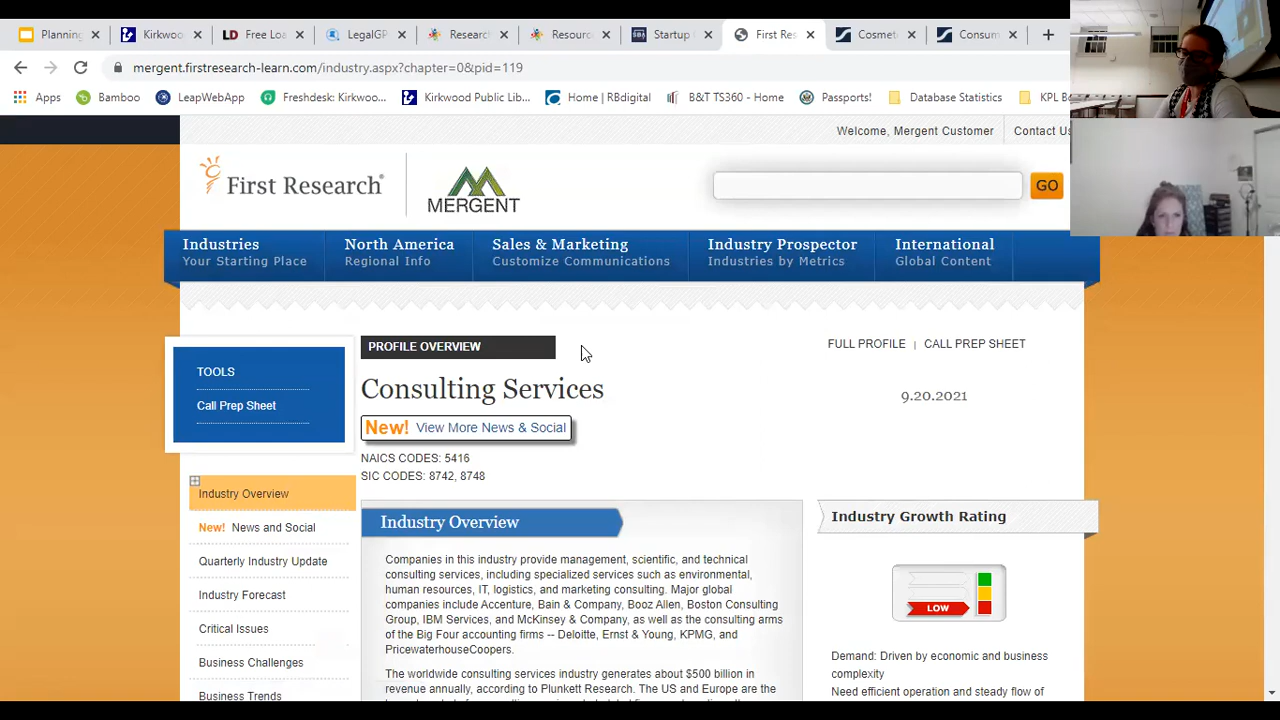 Planning
Kirkwoo
Free Loa
LegalCI
Researc
Resourc
SBA
Startup
First Res
Cosmet
Consum
mergent.firstresearch-learn.com/industry.aspx?chapter=0&pid=119
Apps
Bamboo
LeapWebApp
Freshdesk: Kirkwo...
Kirkwood Public Lib...
Home | RBdigital
B&T TS360 - Home
Passports!
Database Statistics
KPL B
Welcome, Mergent Customer
Contact Us
First Research
MERGENT
GO
Industries
Your Starting Place
North America
Regional Info
Sales & Marketing
Customize Communications
Industry Prospector
Industries by Metrics
International
Global Content
TOOLS
Call Prep Sheet
PROFILE OVERVIEW
FULL PROFILE | CALL PREP SHEET
Consulting Services
9.20.2021
New! View More News & Social
NAICS CODES: 5416
SIC CODES: 8742, 8748
Industry Overview
New! News and Social
Quarterly Industry Update
Industry Forecast
Critical Issues
Business Challenges
Business Trends
Industry Overview
Companies in this industry provide management, scientific, and technical
consulting services, including specialized services such as environmental,
human resources, IT, logistics, and marketing consulting. Major global
companies include Accenture, Bain & Company, Booz Allen, Boston Consulting
Group, IBM Services, and McKinsey & Company, as well as the consulting arms
of the Big Four accounting firms -- Deloitte, Ernst & Young, KPMG, and
PricewaterhouseCoopers.
The worldwide consulting services industry generates about $500 billion in
revenue annually, according to Plunkett Research. The US and Europe are the
Industry Growth Rating
LOW
Demand: Driven by economic and business
complexity
Need efficient operation and steady flow of